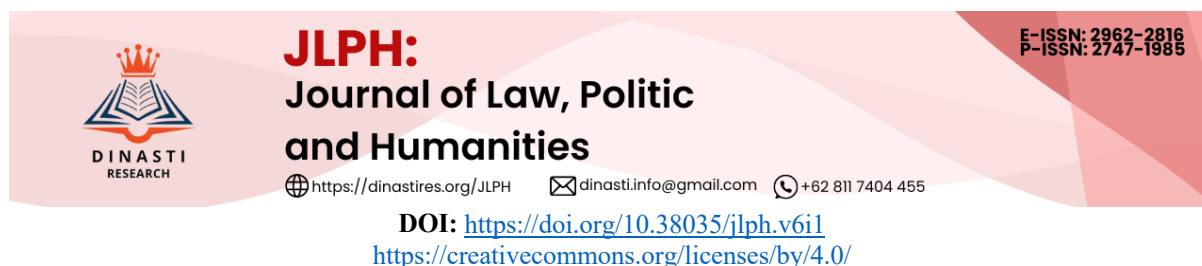 JLPH:
Journal of Law, Politic
and Humanities
E-ISSN: 2962-2816
P-ISSN: 2747-1985
DINASTI
RESEARCH
https://dinastires.org/JLPH dinasti.info@gmail.com +62 811 7404 455
DOI: https://doi.org/10.38035/jlph.v6i1
https://creativecommons.org/licenses/by/4.0/